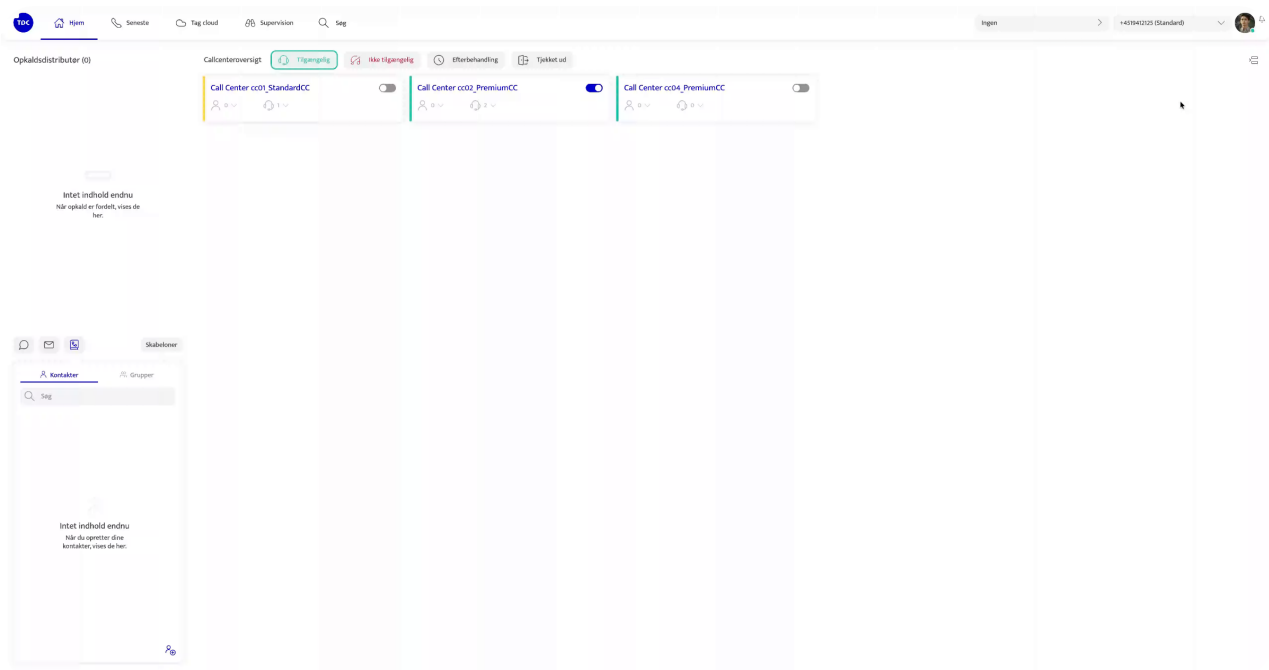 TDC
Hjem
Seneste
Tag cloud
Supervision
Søg
Ingen
+4519412123 (Standard)
Opkaldsdistributør (0)
Callcenteroversigt
Tilgængelig
Ikke tilgængelig
Efterbehandling
Tjekket ud
Call Center cc01_StandardCC
0
1
Call Center cc02_PremiumCC
0
2
Call Center cc04_PremiumCC
0
0
Intet indhold endnu
Når opkald er fordelt, vises de
her.
Skabeloner
Kontakter
Grupper
Søg
Intet indhold endnu
Når du opretter dine
kontakter, vises de her.